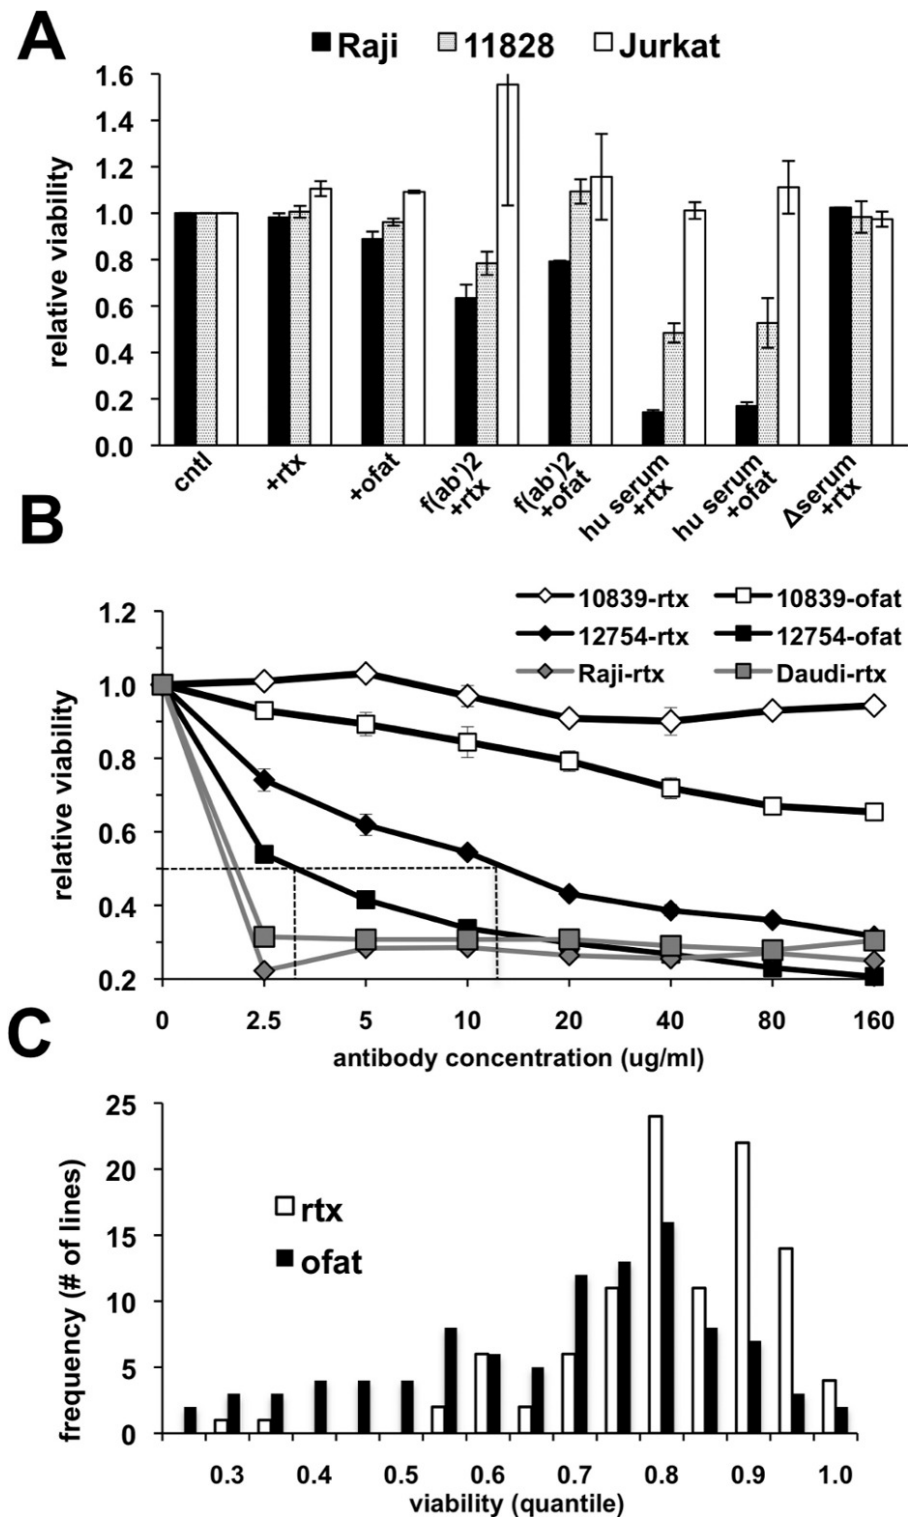 A
Raji 11828 Jurkat
1.6
1.4
1.2
1.0
0.8
0.6
0.4
0.2
0.0
relative viability
cntl
+rtx
+ofat
f(ab')2
+rtx
f(ab')2
+ofat
hu serum
+rtx
hu serum
+ofat
Δserum
+rtx
B
10839-rtx 10839-ofat
12754-rtx 12754-ofat
Raji-rtx Daudi-rtx
1.2
1.0
0.8
0.6
0.4
0.2
relative viability
0 2.5 5 10 20 40 80 160
antibody concentration (ug/ml)
C
25
20
15
10
5
0
frequency (# of lines)
rtx
ofat
0.3 0.4 0.5 0.6 0.7 0.8 0.9 1.0
viability (quantile)